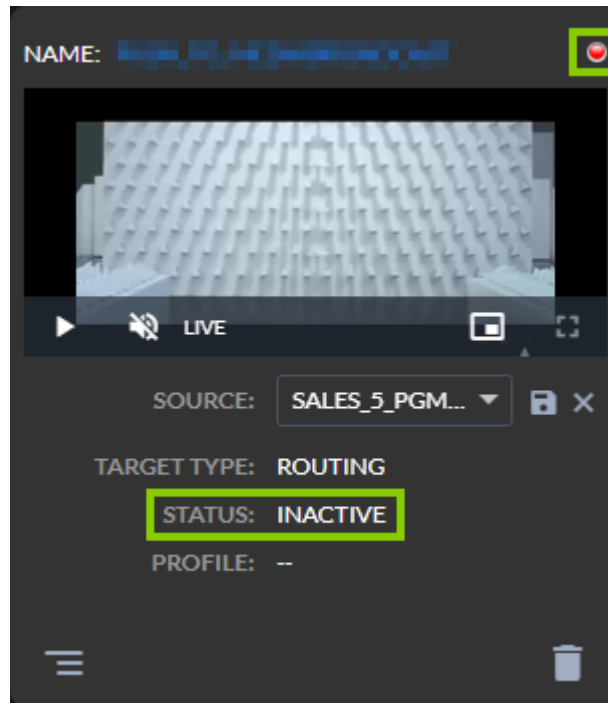 NAME:
LIVE
SOURCE: SALES_5_PGM...
TARGET TYPE: ROUTING
STATUS: INACTIVE
PROFILE: --